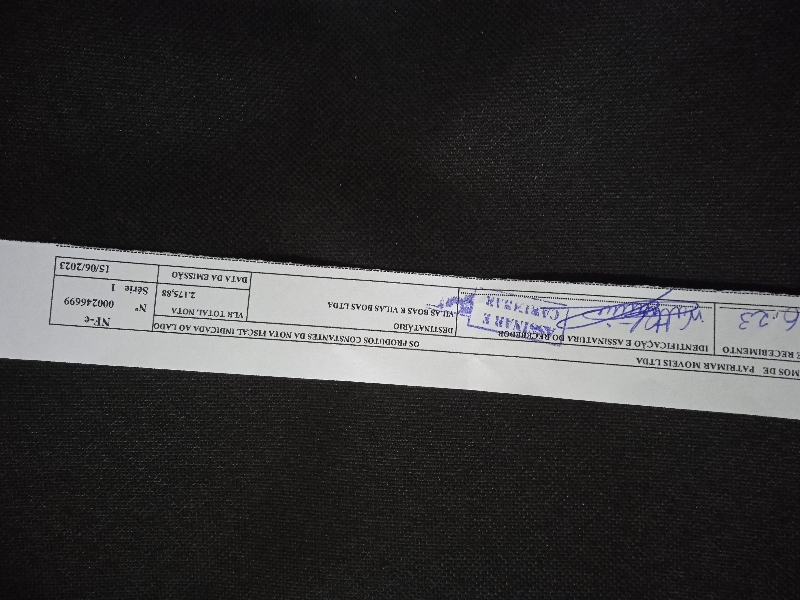 MOS DE PATRIMAR MOVEIS LTDA
OS PRODUTOS CONSTANTES DA NOTA FISCAL INDICADA AO LADO
E RECEBIMENTO
6.23
IDENTIFICAÇÃO E ASSINATURA DO RECEBEDOR
ASSINAR E
CARIMBAR
DESTINATÁRIO
VILAS BOAS E VILAS BOAS LTDA
VLR TOTAL NOTA
2.175,88
DATA DA EMISSÃO
15/06/2023
NF-e
Nº 000246699
Série 1